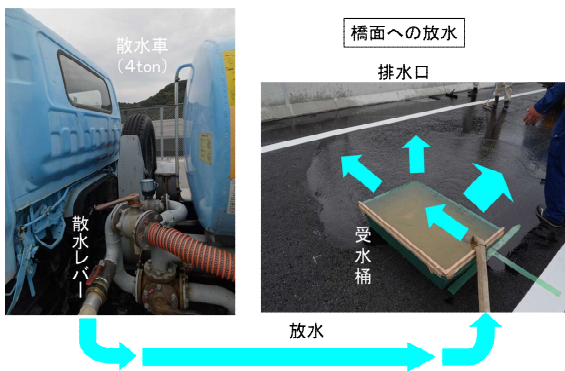 散水車
(4ton)
散水レバー
橋面への放水
排水口
受水桶
放水